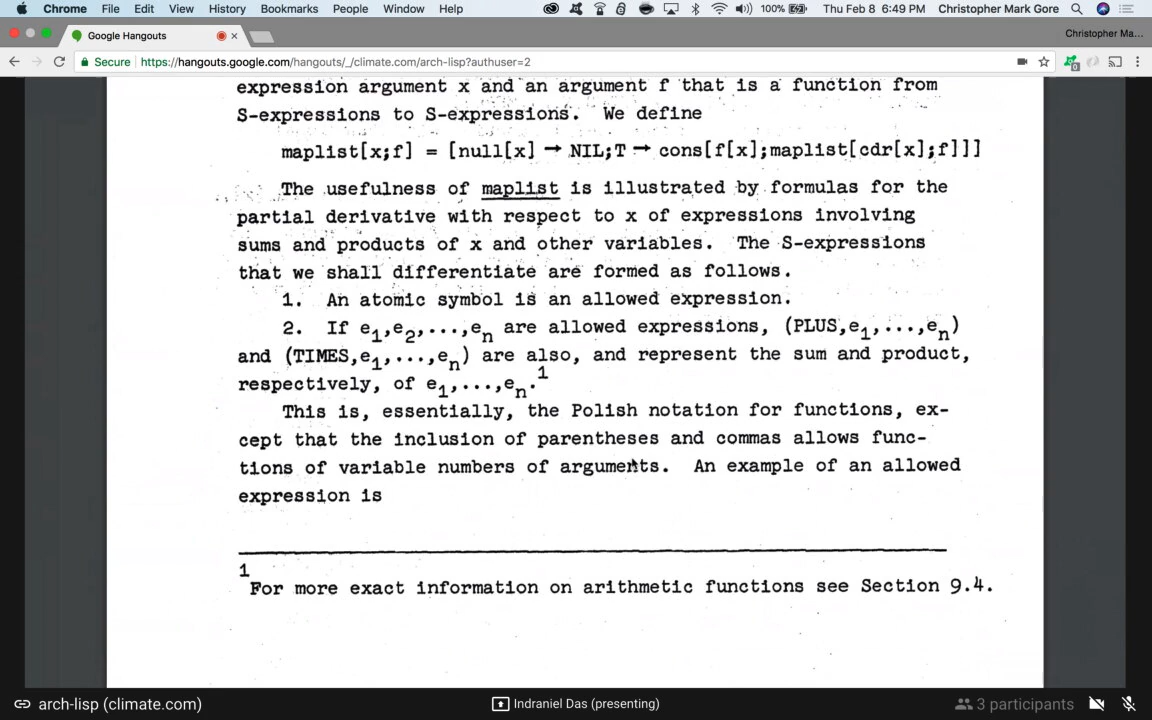 Chrome File Edit View History Bookmarks People Window Help 100% Thu Feb 8 6:49 PM Christopher Mark Gore
Google Hangouts Christopher Ma...
Secure https://hangouts.google.com/hangouts/_/climate.com/arch-lisp?authuser=2
expression argument x and an argument f that is a function from
S-expressions to S-expressions. We define
maplist[x;f] = [null[x] → NIL;T → cons[f[x];maplist[cdr[x];f]]]
The usefulness of maplist is illustrated by formulas for the
partial derivative with respect to x of expressions involving
sums and products of x and other variables. The S-expressions
that we shall differentiate are formed as follows.
1. An atomic symbol is an allowed expression.
2. If e₁,e₂,...,eₙ are allowed expressions, (PLUS,e₁,...,eₙ)
and (TIMES,e₁,...,eₙ) are also, and represent the sum and product,
respectively, of e₁,...,eₙ.¹
This is, essentially, the Polish notation for functions, ex-
cept that the inclusion of parentheses and commas allows func-
tions of variable numbers of arguments. An example of an allowed
expression is
1
For more exact information on arithmetic functions see Section 9.4.
arch-lisp (climate.com) Indraniel Das (presenting) 3 participants